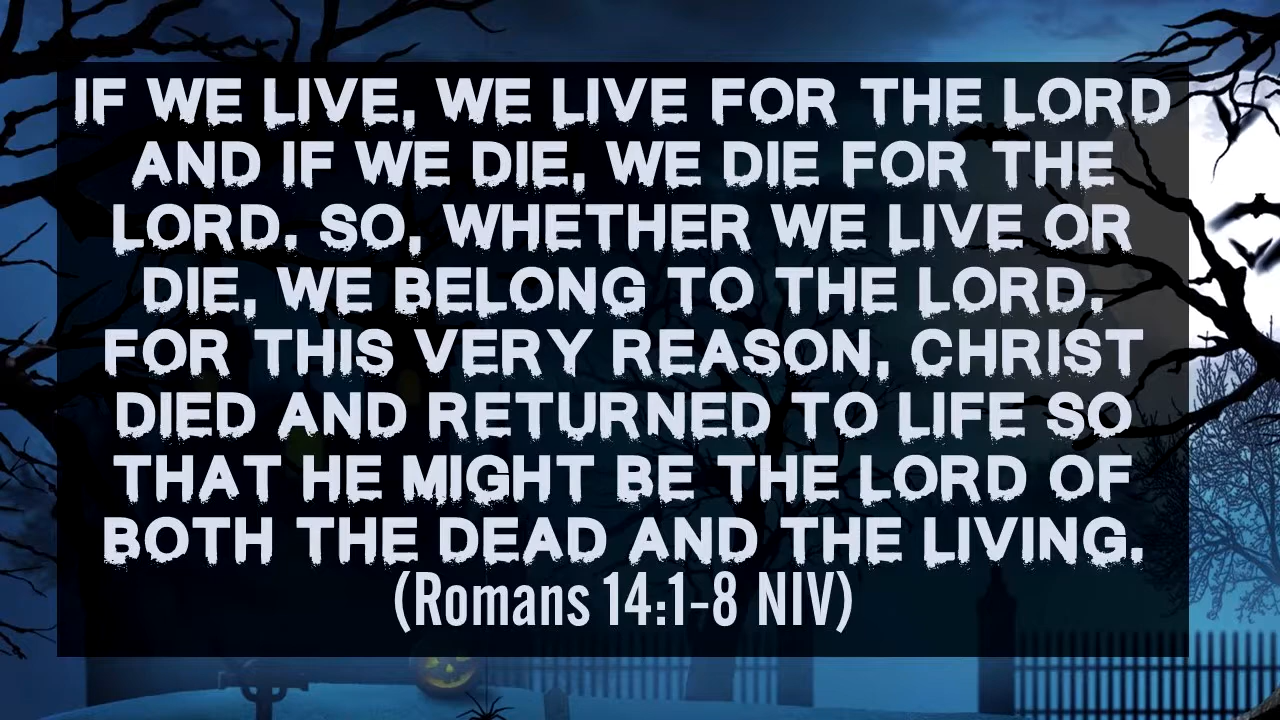 IF WE LIVE, WE LIVE FOR THE LORD
AND IF WE DIE, WE DIE FOR THE
LORD. SO, WHETHER WE LIVE OR
DIE, WE BELONG TO THE LORD.
FOR THIS VERY REASON, CHRIST
DIED AND RETURNED TO LIFE SO
THAT HE MIGHT BE THE LORD OF
BOTH THE DEAD AND THE LIVING.
(Romans 14:1-8 NIV)